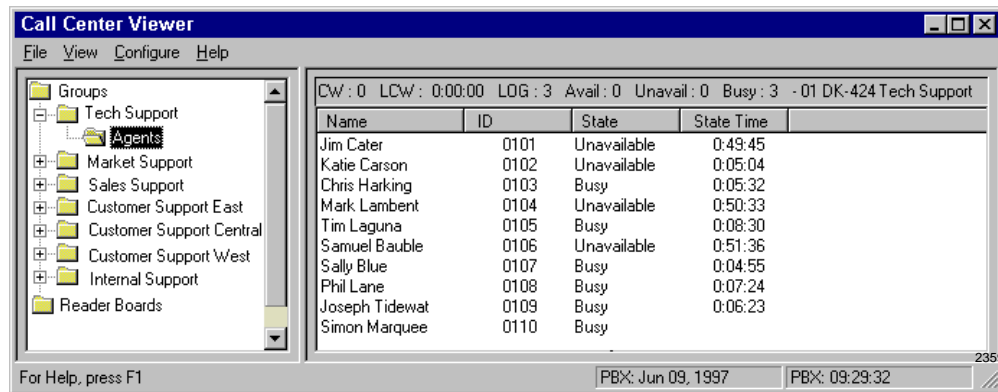 Call Center Viewer
File View Configure Help
Groups
Tech Support
Agents
Market Support
Sales Support
Customer Support East
Customer Support Central
Customer Support West
Internal Support
Reader Boards
CW : 0 LCW : 0:00:00 LOG : 3 Avail : 0 Unavail : 0 Busy : 3 - 01 DK-424 Tech Support
Name ID State State Time
Jim Cater 0101 Unavailable 0:49:45
Katie Carson 0102 Unavailable 0:05:04
Chris Harking 0103 Busy 0:05:32
Mark Lambent 0104 Unavailable 0:50:33
Tim Laguna 0105 Busy 0:08:30
Samuel Bauble 0106 Unavailable 0:51:36
Sally Blue 0107 Busy 0:04:55
Phil Lane 0108 Busy 0:07:24
Joseph Tidewat 0109 Busy 0:06:23
Simon Marquee 0110 Busy
For Help, press F1
PBX: Jun 09, 1997 PBX: 09:29:32